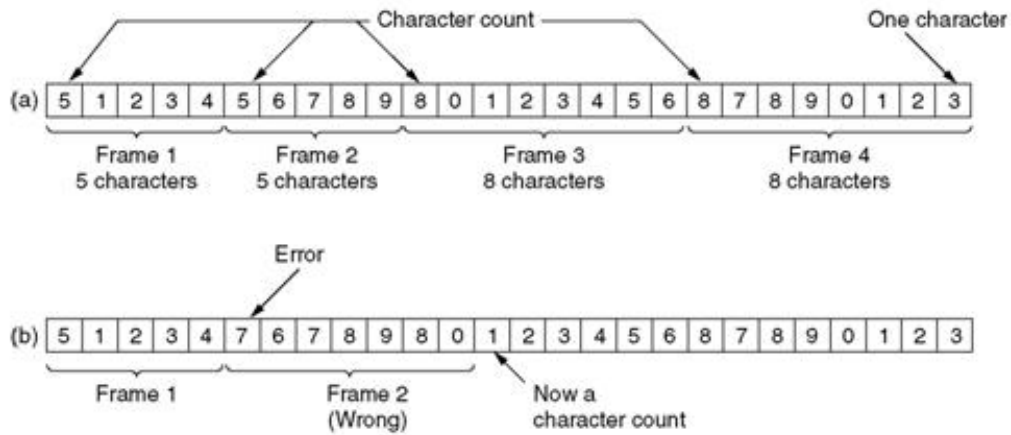 Character count
One character
(a) 5 1 2 3 4 5 6 7 8 9 8 0 1 2 3 4 5 6 8 7 8 9 0 1 2 3
Frame 1
5 characters
Frame 2
5 characters
Frame 3
8 characters
Frame 4
8 characters
Error
(b) 5 1 2 3 4 7 6 7 8 9 8 0 1 2 3 4 5 6 8 7 8 9 0 1 2 3
Frame 1
Frame 2
(Wrong)
Now a
character count